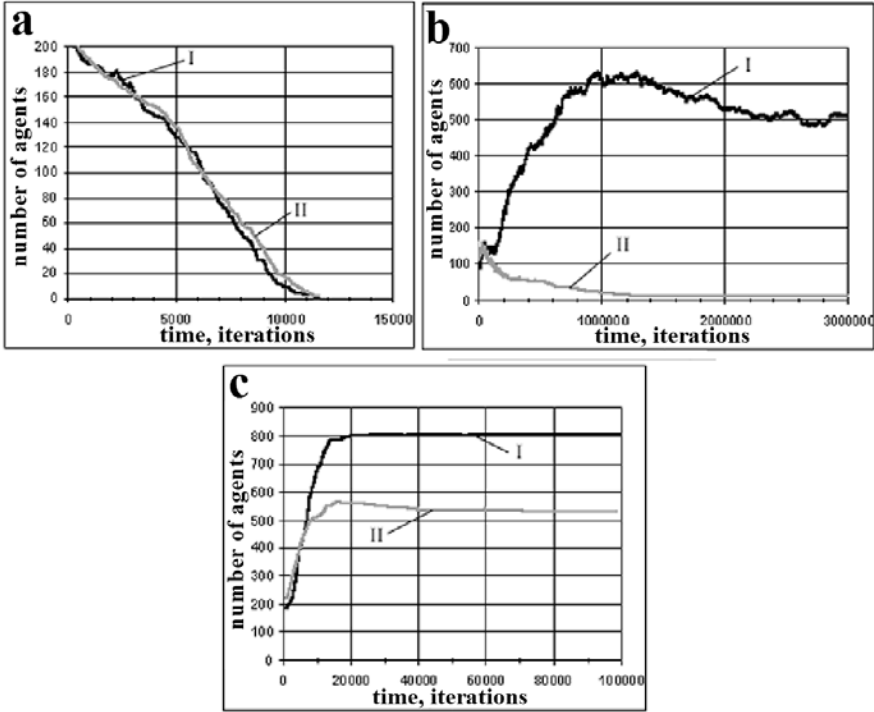 a
200
180
160
140
120
100
80
60
40
20
0
number of agents
I
II
0 5000 10000 15000
time, iterations
b
700
600
500
400
300
200
100
0
number of agents
I
II
0 1000000 2000000 3000000
time, iterations
c
900
800
700
600
500
400
300
200
100
0
number of agents
I
II
0 20000 40000 60000 80000 100000
time, iterations